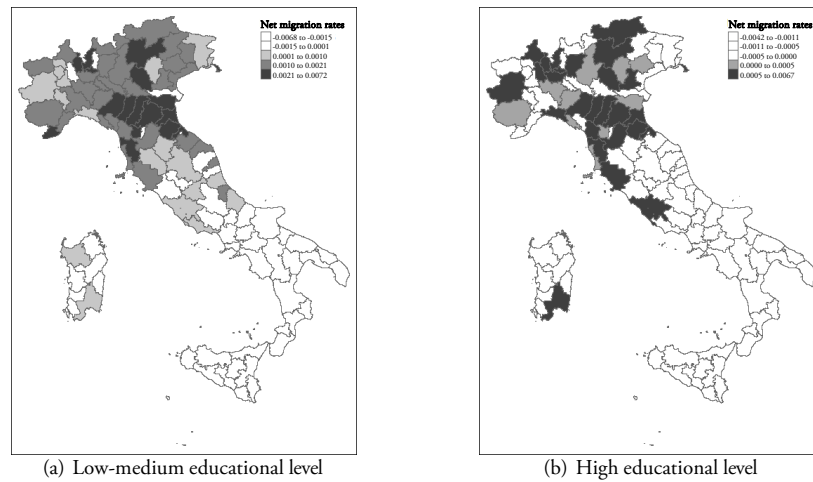 Net migration rates
-0.0068 to -0.0015
-0.0015 to 0.0001
0.0001 to 0.0010
0.0010 to 0.0021
0.0021 to 0.0072
Net migration rates
-0.0042 to -0.0011
-0.0011 to -0.0005
-0.0005 to 0.0000
0.0000 to 0.0005
0.0005 to 0.0067
(a) Low-medium educational level
(b) High educational level